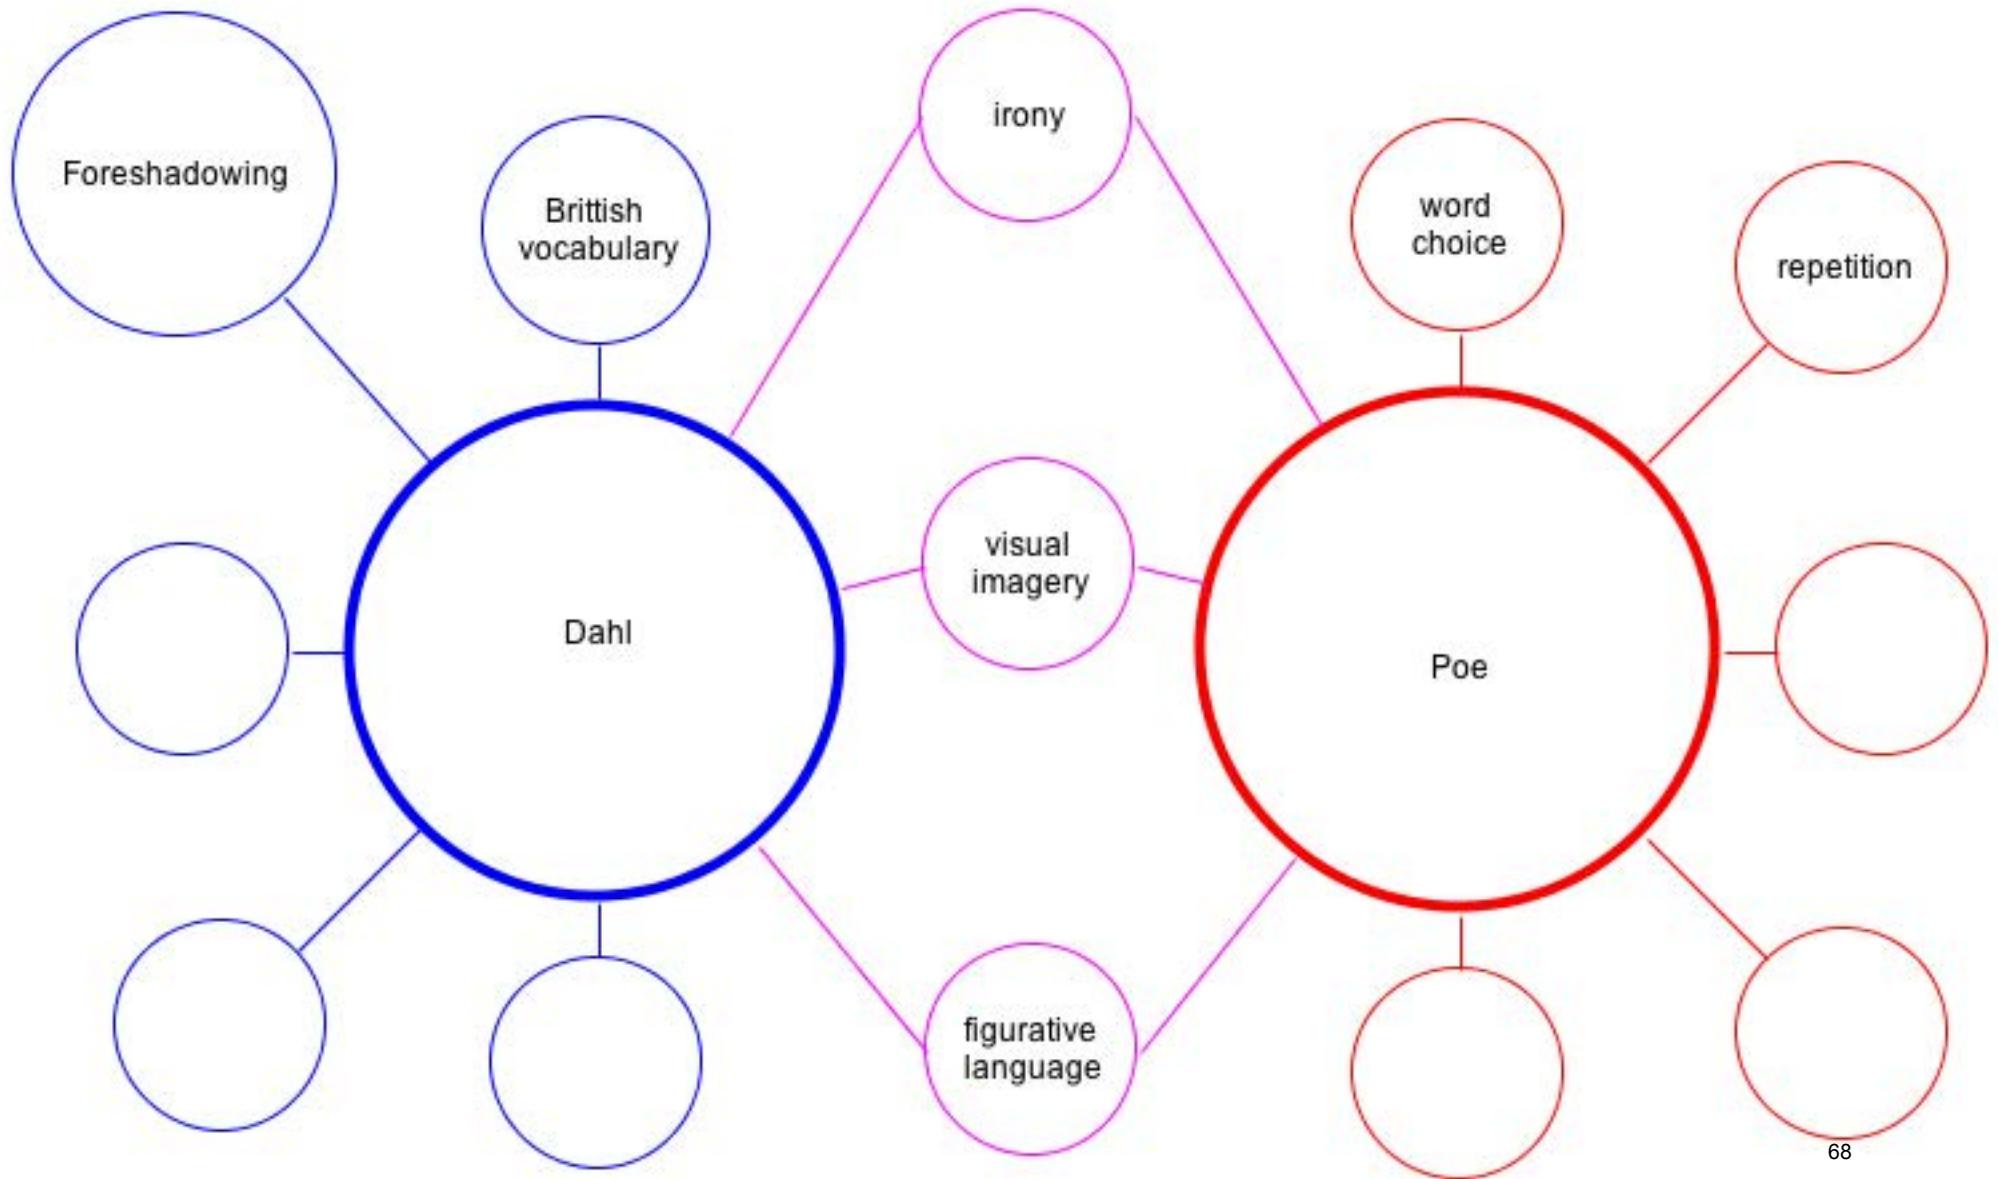 irony
Foreshadowing
Brittish
vocabulary
word
choice
repetition
visual
imagery
Dahl
Poe
figurative
language
68